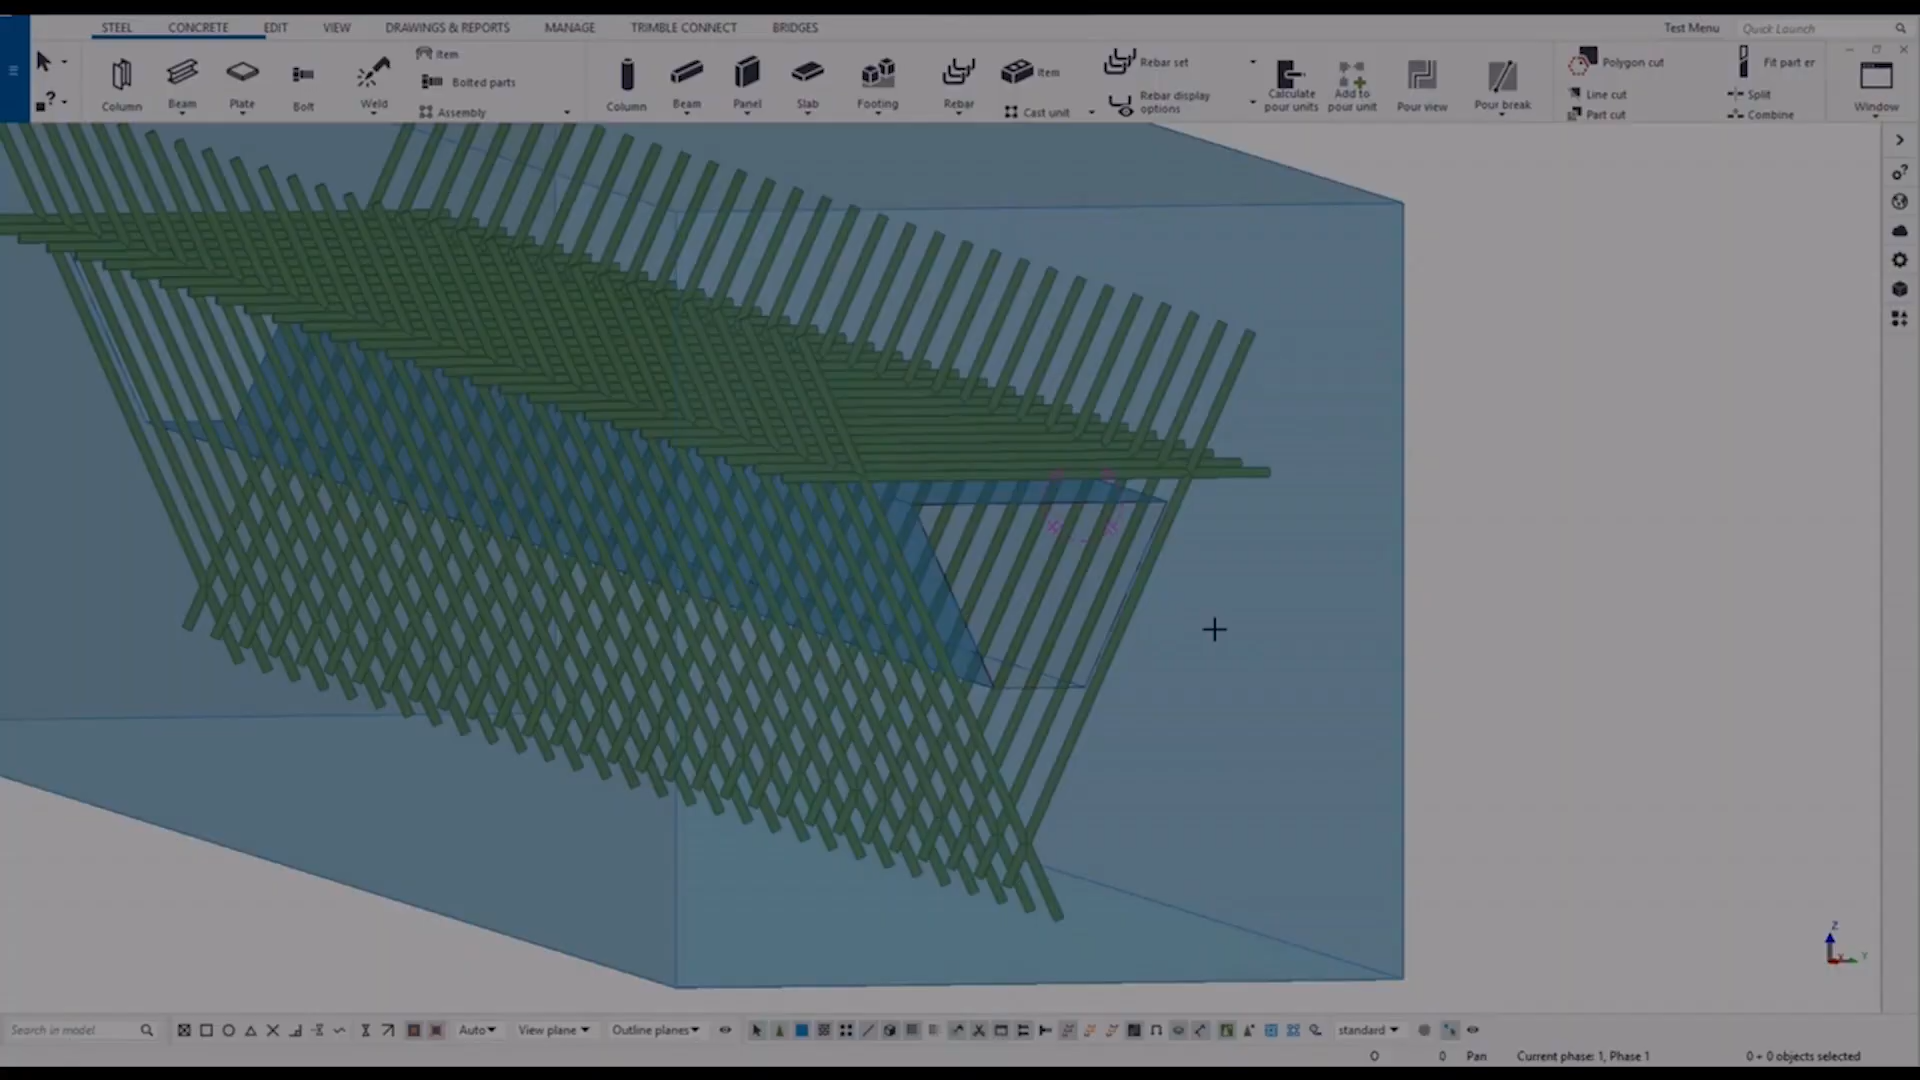 STEEL CONCRETE EDIT VIEW DRAWINGS & REPORTS MANAGE TRIMBLE CONNECT BRIDGES Test Menu Quick Launch
Column Beam Plate Bolt Weld Item Bolted parts Assembly
Column Beam Panel Slab Footing Rebar Item Cast unit
Rebar set
Rebar display
options
Calculate
pour units
Add to
pour unit
Pour view
Pour break
Polygon cut
Line cut
Part cut
Fit part er
Split
Combine
Window
Z
X
Y
Search in model Auto View plane Outline planes standard
O 0 Pan Current phase: 1, Phase 1 0 + 0 objects selected